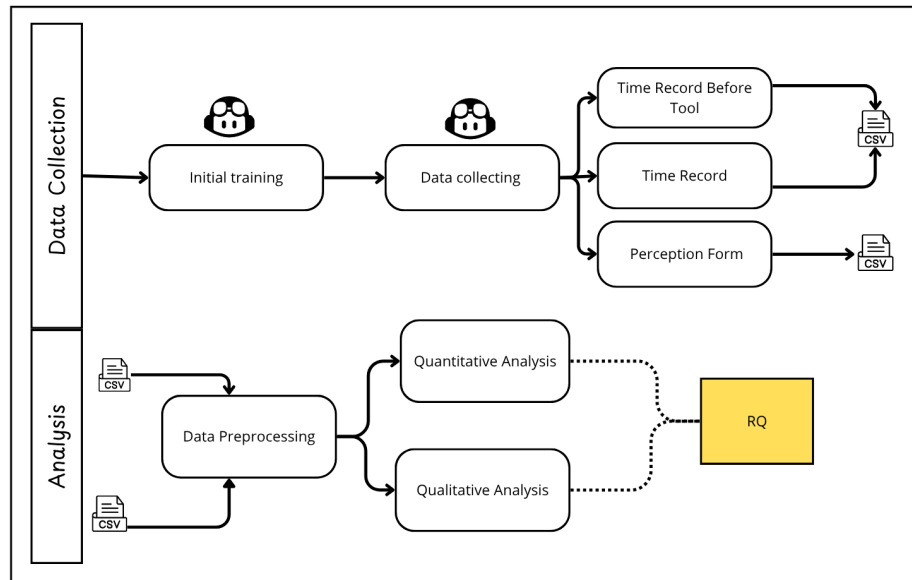 Data Collection
Initial training
Data collecting
Time Record Before
Tool
Time Record
Perception Form
CSV
CSV
Analysis
CSV
CSV
Data Preprocessing
Quantitative Analysis
Qualitative Analysis
RQ